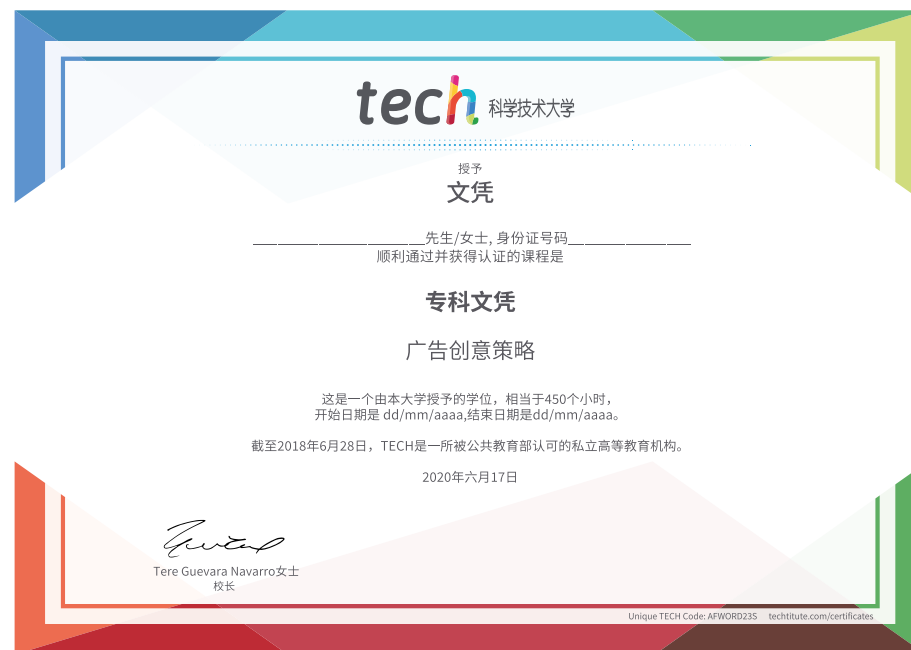 tech 科学技术大学
授予
文凭
______________________先生/女士, 身份证号码________________
顺利通过并获得认证的课程是
专科文凭
广告创意策略
这是一个由本大学授予的学位，相当于450个小时，
开始日期是 dd/mm/aaaa,结束日期是dd/mm/aaaa。
截至2018年6月28日，TECH是一所被公共教育部认可的私立高等教育机构。
2020年六月17日
Tere Guevara Navarro女士
校长
Unique TECH Code: AFWORD23S techtitute.com/certificates